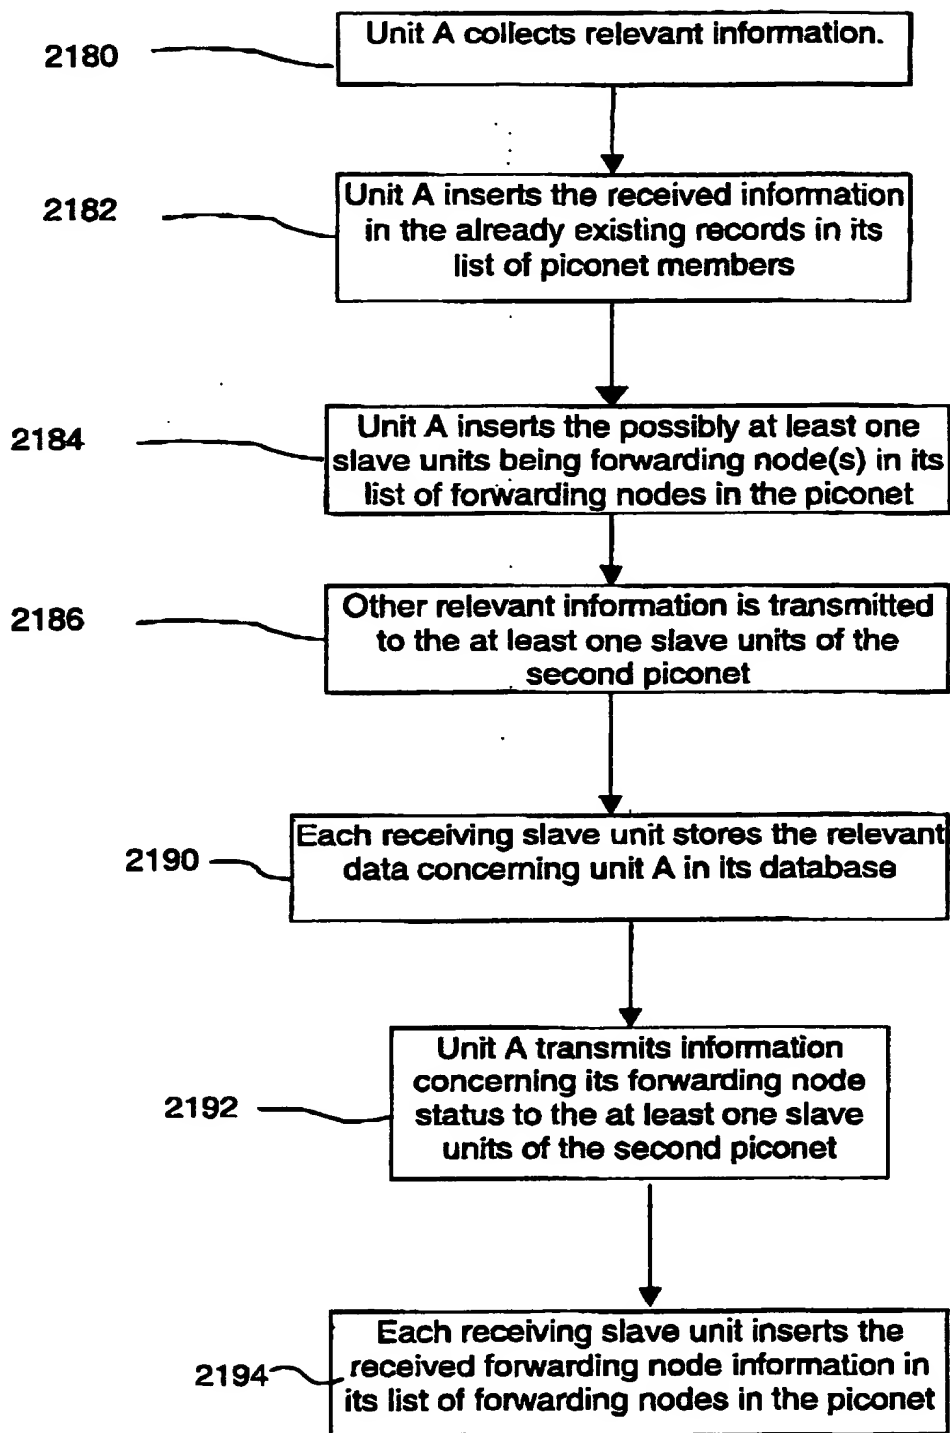 Unit A collects relevant information.
2180
Unit A inserts the received information
in the already existing records in its
list of piconet members
2182
Unit A inserts the possibly at least one
slave units being forwarding node(s) in its
list of forwarding nodes in the piconet
2184
Other relevant information is transmitted
to the at least one slave units of the
second piconet
2186
Each receiving slave unit stores the relevant
data concerning unit A in its database
2190
Unit A transmits information
concerning its forwarding node
status to the at least one slave
units of the second piconet
2192
Each receiving slave unit inserts the
received forwarding node information in
its list of forwarding nodes in the piconet
2194